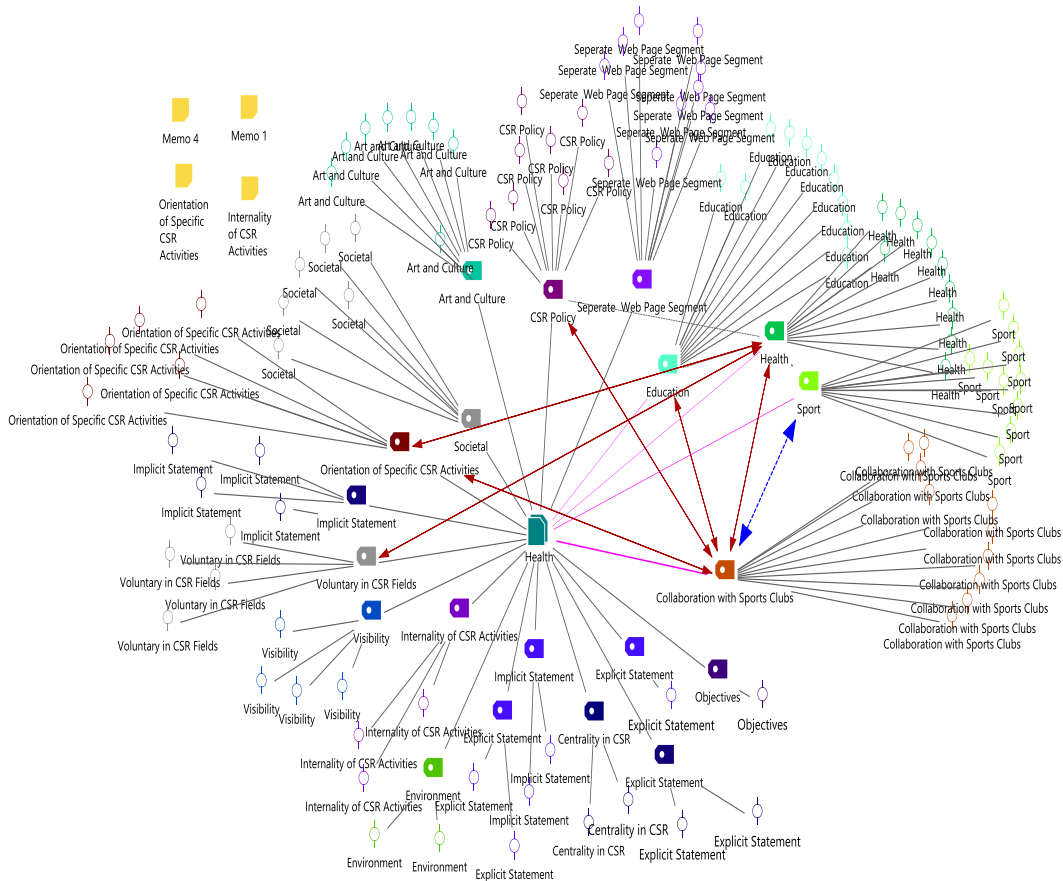 Seperate Web Page Segment
Seperate Web Page Segment
Seperate Web Page Segment
Seperate Web Page Segment
Seperate Web Page Segment
Seperate Web Page Segment
Seperate Web Page Segment
Seperate Web Page Segment
Memo 4
Memo 1
Art and Culture
Art and Culture
Art and Culture
Art and Culture
Art and Culture
Art and Culture
Art and Culture
CSR Policy
CSR Policy
CSR Policy
CSR Policy
CSR Policy
CSR Policy
CSR Policy
CSR Policy
Education
Education
Education
Education
Education
Education
Education
Orientation
of Specific
CSR
Activities
Internality
of CSR
Activities
Societal
Societal
Societal
Societal
Societal
Art and Culture
Art and Culture
CSR Policy
Seperate Web Page Segment
Health
Health
Health
Health
Health
Health
Health
Health
Orientation of Specific CSR Activities
Orientation of Specific CSR Activities
Orientation of Specific CSR Activities
Orientation of Specific CSR Activities
Orientation of Specific CSR Activities
Health
Education
Sport
Sport
Sport
Sport
Sport
Sport
Sport
Sport
Societal
Orientation of Specific CSR Activities
Implicit Statement
Implicit Statement
Implicit Statement
Implicit Statement
Collaboration with Sports Clubs
Collaboration with Sports Clubs
Collaboration with Sports Clubs
Collaboration with Sports Clubs
Collaboration with Sports Clubs
Collaboration with Sports Clubs
Collaboration with Sports Clubs
Collaboration with Sports Clubs
Collaboration with Sports Clubs
Collaboration with Sports Clubs
Health
Voluntary in CSR Fields
Voluntary in CSR Fields
Voluntary in CSR Fields
Voluntary in CSR Fields
Voluntary in CSR Fields
Collaboration with Sports Clubs
Visibility
Visibility
Visibility
Visibility
Visibility
Internality of CSR Activities
Internality of CSR Activities
Internality of CSR Activities
Internality of CSR Activities
Implicit Statement
Explicit Statement
Objectives
Explicit Statement
Objectives
Explicit Statement
Centrality in CSR
Implicit Statement
Explicit Statement
Environment
Explicit Statement
Implicit Statement
Centrality in CSR
Centrality in CSR
Explicit Statement
Explicit Statement
Environment
Environment
Explicit Statement